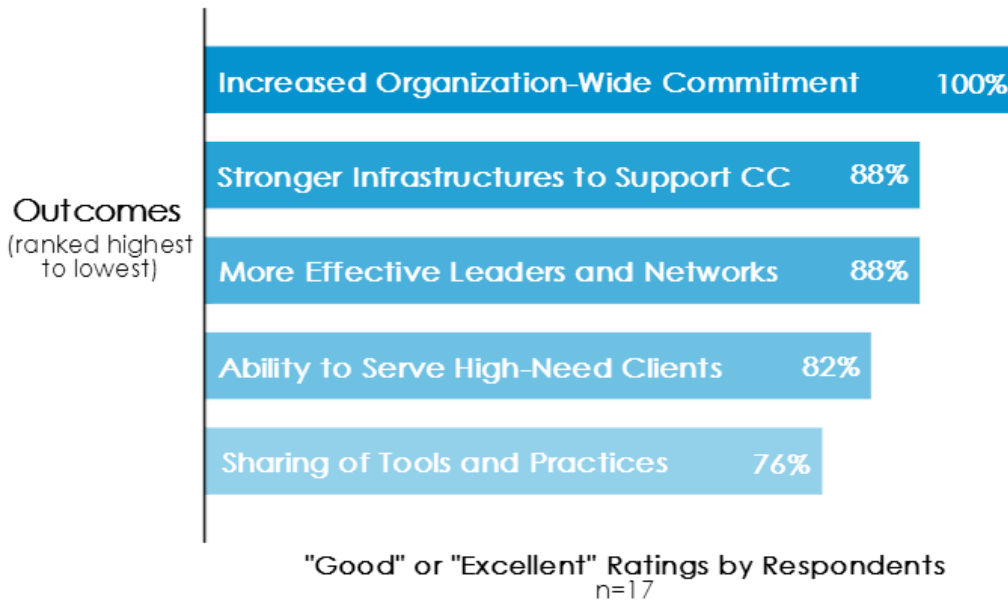 Increased Organization-Wide Commitment 100%
Stronger Infrastructures to Support CC 88%
Outcomes
(ranked highest
to lowest)
More Effective Leaders and Networks 88%
Ability to Serve High-Need Clients 82%
Sharing of Tools and Practices 76%
"Good" or "Excellent" Ratings by Respondents
n=17